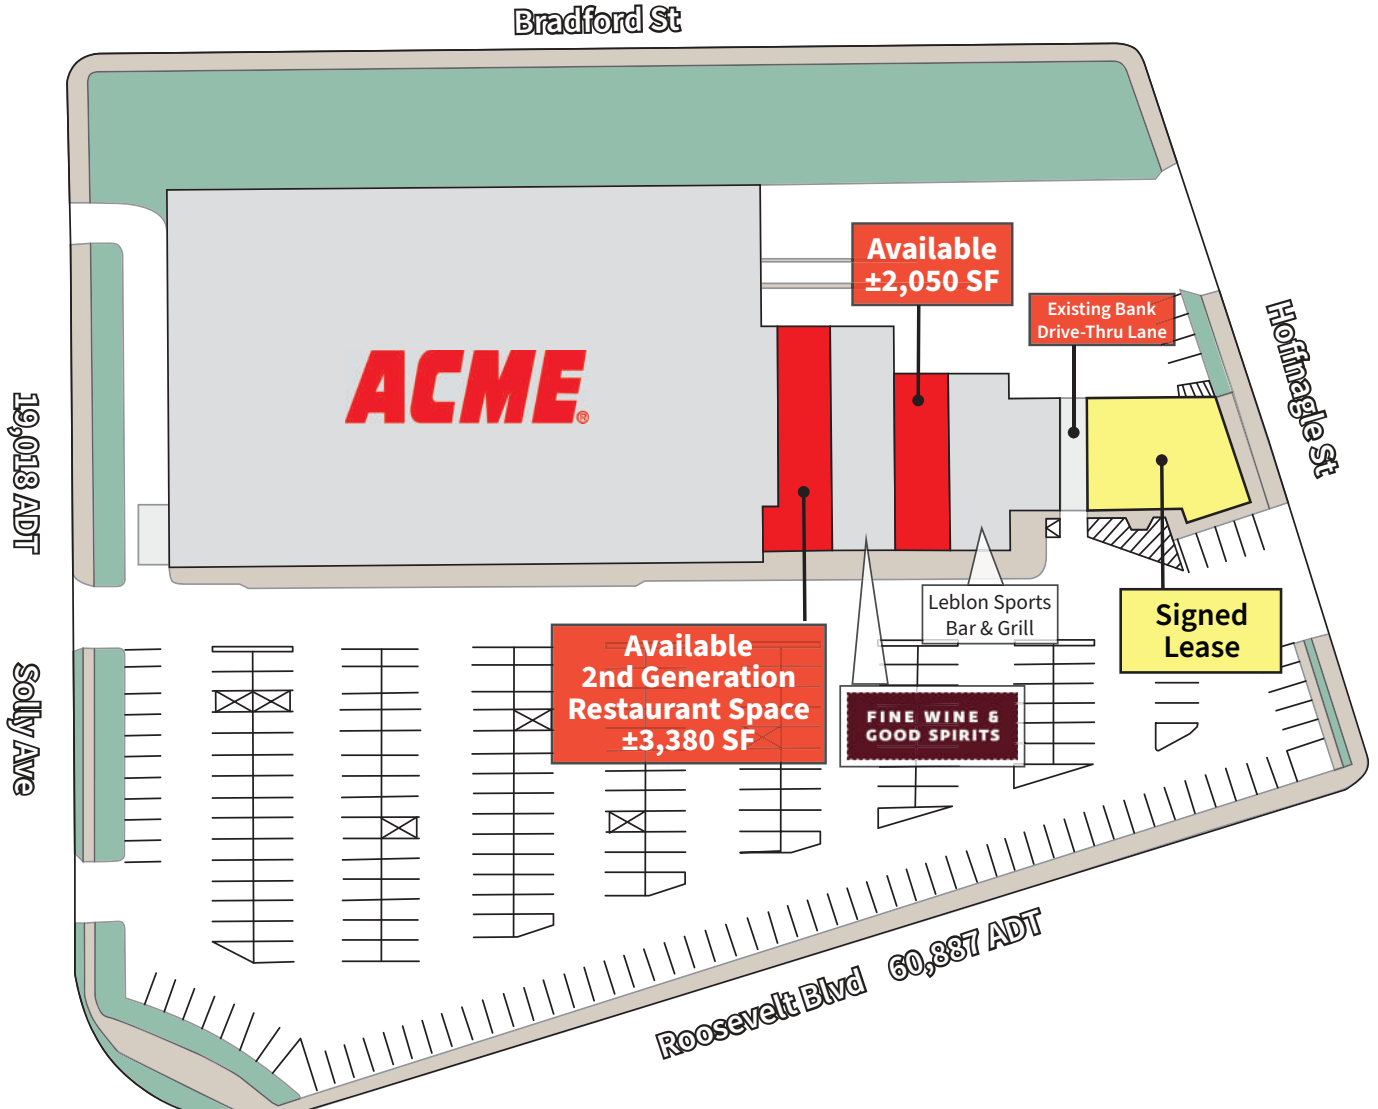 Bradford St
Available
±2,050 SF
Existing Bank
Drive-Thru Lane
Hoffnagle St
ACME®
19,018 ADT
Solly Ave
Leblon Sports
Bar & Grill
Signed
Lease
Available
2nd Generation
Restaurant Space
±3,380 SF
FINE WINE &
GOOD SPIRITS
Roosevelt Blvd 60,887 ADT